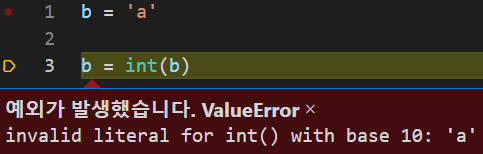 1 b = 'a'
2
3 b = int(b)
예외가 발생했습니다. ValueError ×
invalid literal for int() with base 10: 'a'